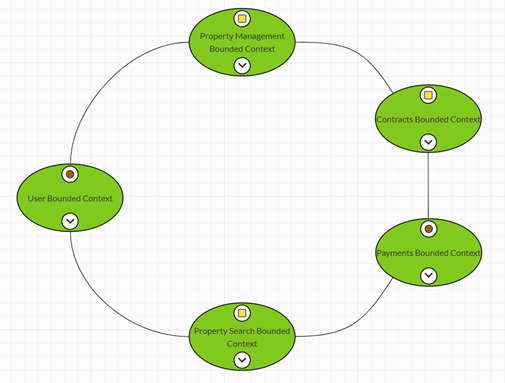 Property Management
Bounded Context
Contracts Bounded Context
User Bounded Context
Payments Bounded Context
Property Search Bounded
Context